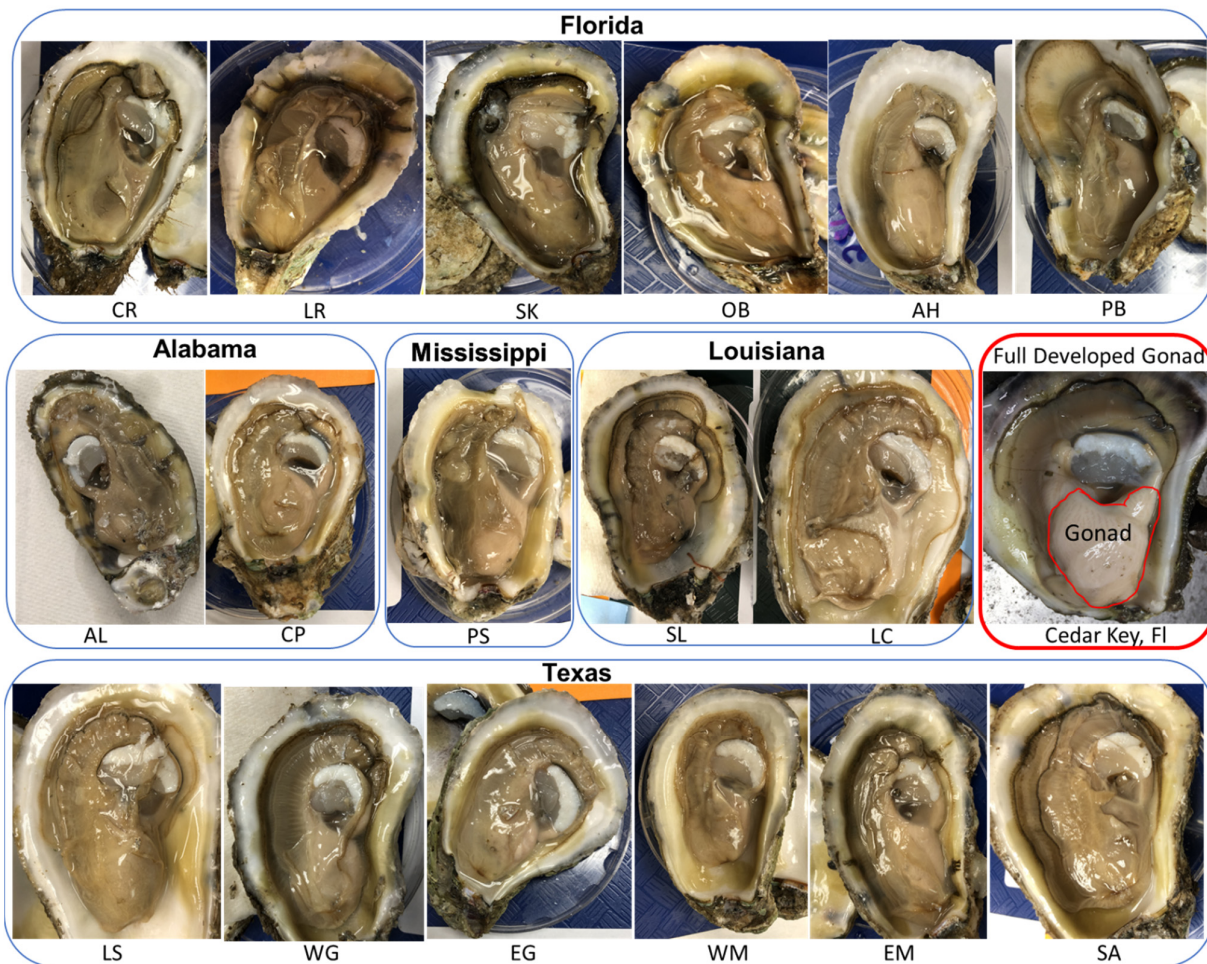 Florida
CR LR SK OB AH PB
Alabama
AL CP
Mississippi
PS
Louisiana
SL LC
Full Developed Gonad
Gonad
Cedar Key, Fl
Texas
LS WG EG WM EM SA